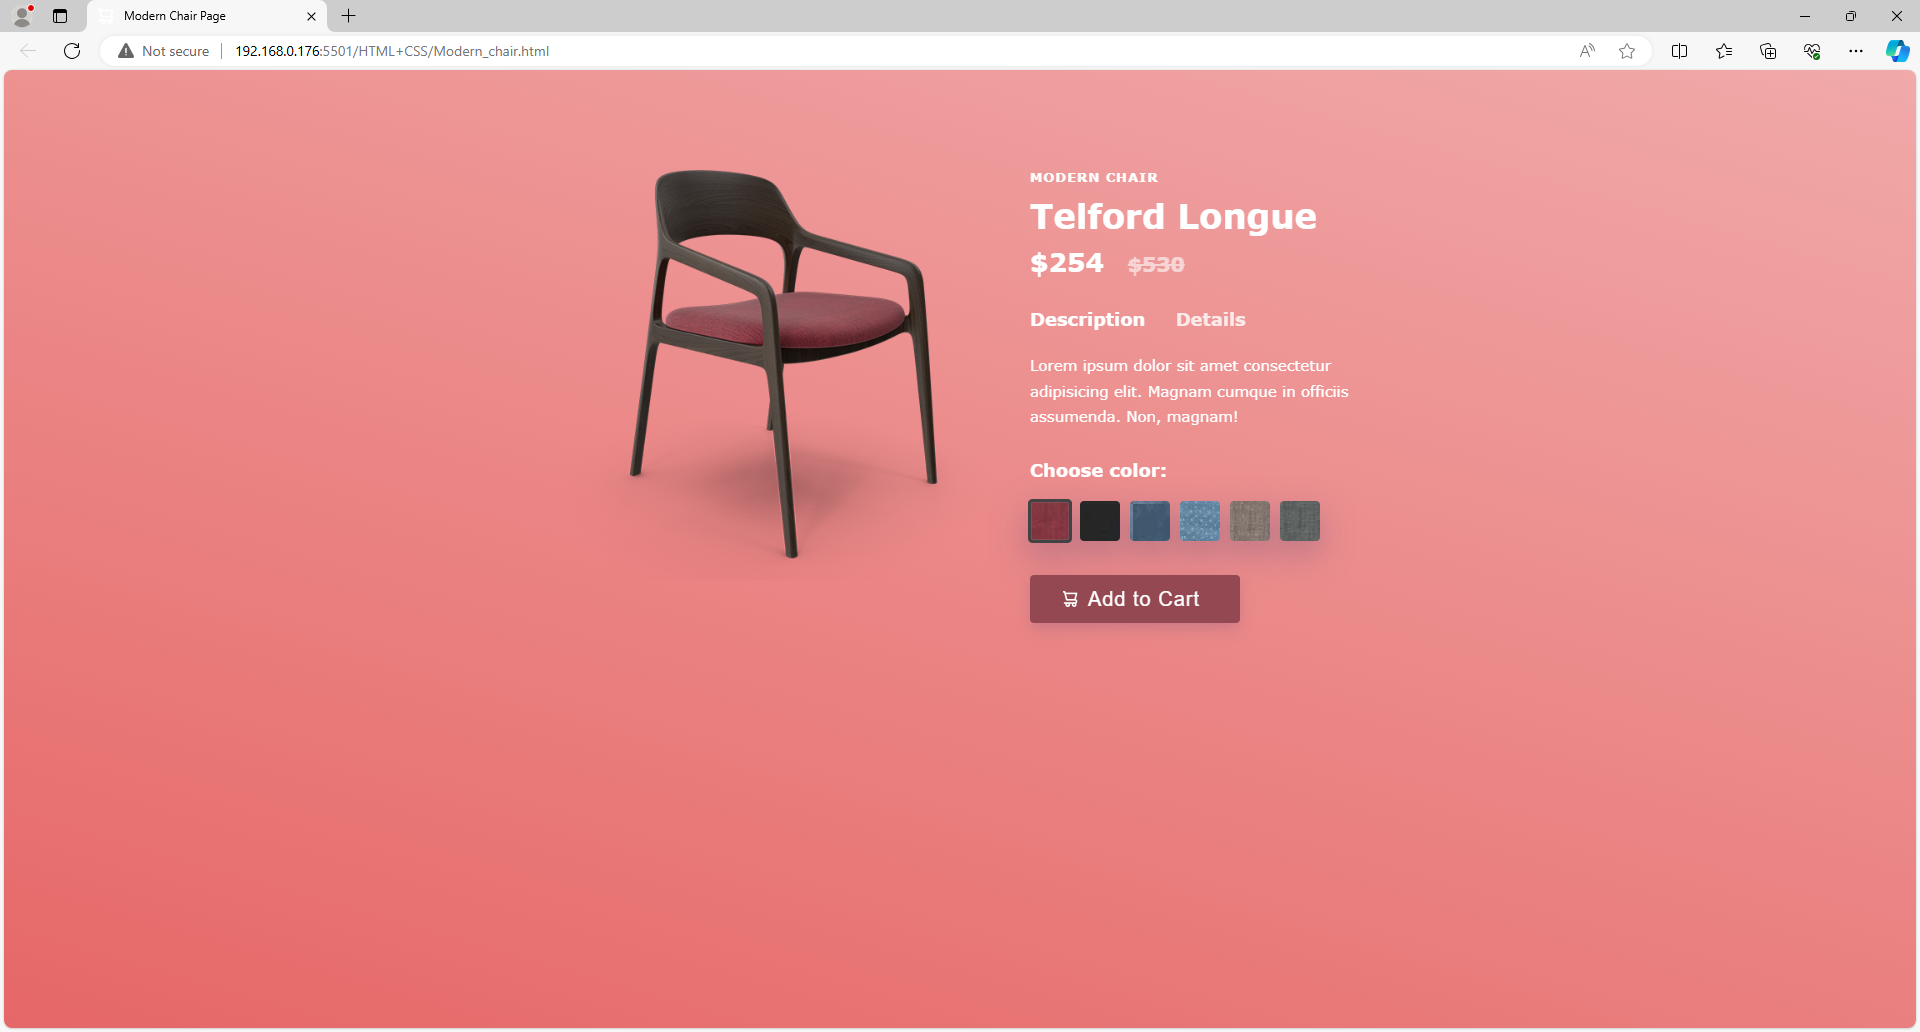 Modern Chair Page
Not secure
192.168.0.176:5501/HTML+CSS/Modern_chair.html
MODERN CHAIR
Telford Longue
$254 $530
Description Details
Lorem ipsum dolor sit amet consectetur
adipisicing elit. Magnam cumque in officiis
assumenda. Non, magnam!
Choose color:
Add to Cart